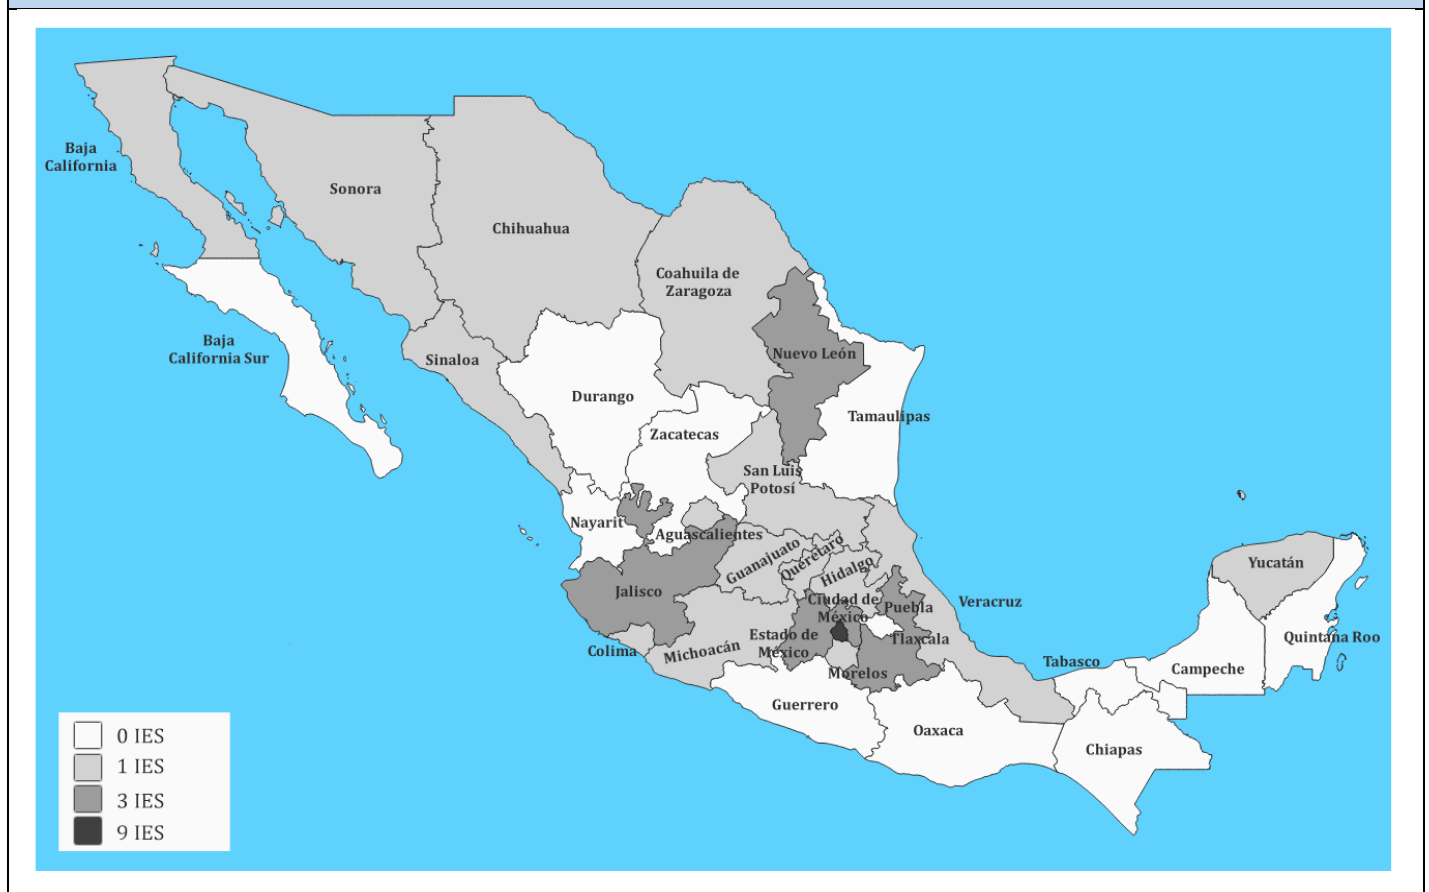 Baja
California
Sonora
Chihuahua
Coahuila de
Zaragoza
Baja
California Sur
Sinaloa
Nuevo León
Durango
Tamaulipas
Zacatecas
San Luis
Potosí
Nayarit
Aguascalientes
Guanajuato
Querétaro
Hidalgo
Yucatán
Jalisco
Ciudad de
México
Puebla
Veracruz
Estado de
México
Tlaxcala
Quintana Roo
Colima
Michoacán
Morelos
Tabasco
Campeche
Guerrero
Oaxaca
Chiapas
0 IES
1 IES
3 IES
9 IES